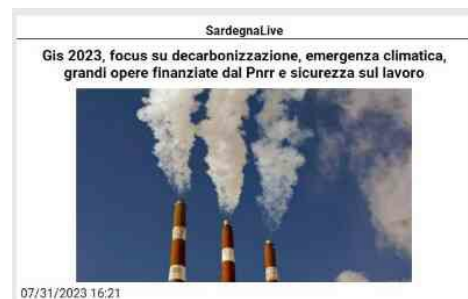 SardegnaLive
Gis 2023, focus su decarbonizzazione, emergenza climatica,
grandi opere finanziate dal Pnrr e sicurezza sul lavoro
07/31/2023 16:21